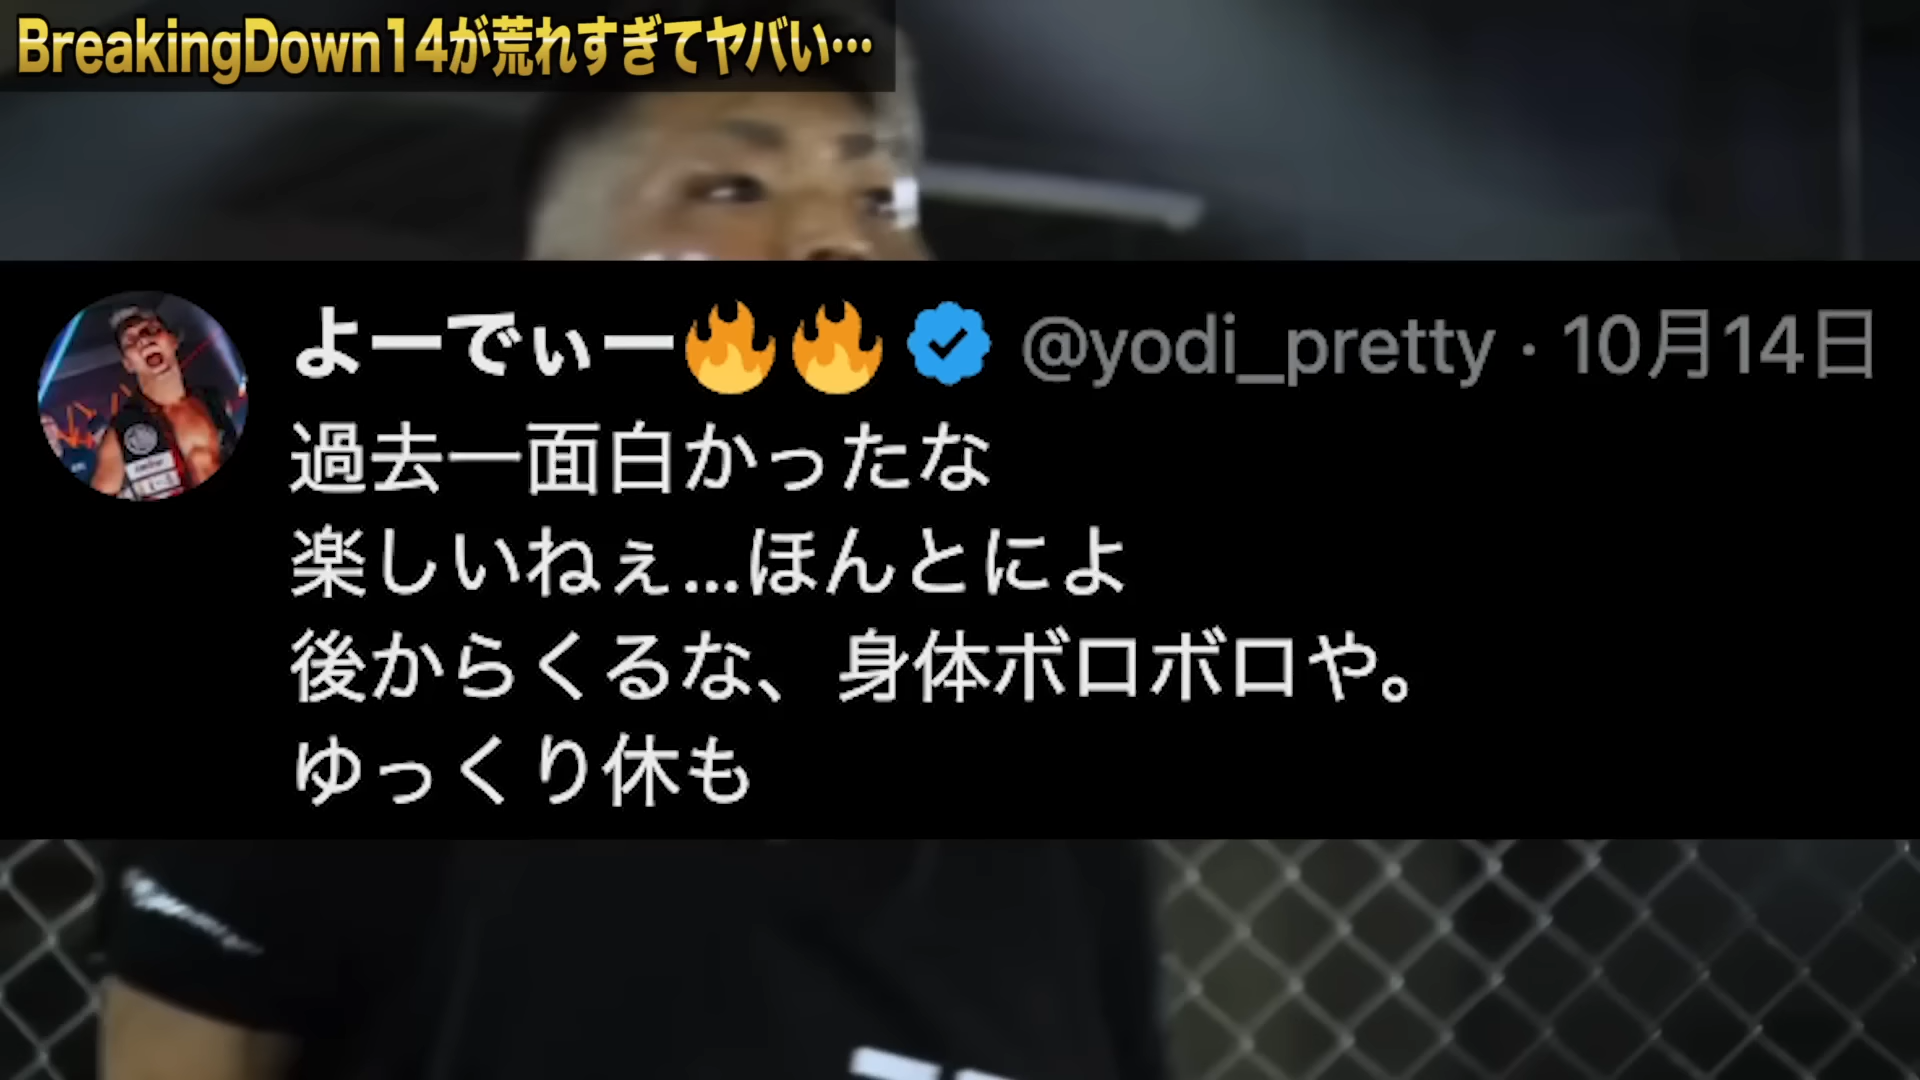 BreakingDown14が荒れすぎてヤバい…
よーでぃー🔥🔥 @yodi_pretty · 10月14日
過去一面白かったな
楽しいねぇ...ほんとによ
後からくるな、身体ボロボロや。
ゆっくり休も